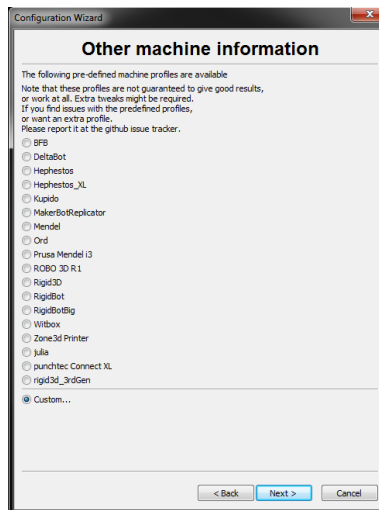 Configuration Wizard
Other machine information
The following pre-defined machine profiles are available
Note that these profiles are not guaranteed to give good results,
or work at all. Extra tweaks might be required.
If you find issues with the predefined profiles,
or want an extra profile.
Please report it at the github issue tracker.
BFB
DeltaBot
Hephestos
Hephestos_XL
Kupido
MakerBotReplicator
Mendel
Ord
Prusa Mendel i3
ROBO 3D R1
Rigid3D
RigidBot
RigidBotBig
Witbox
Zone3d Printer
julia
punchtec Connect XL
rigid3d_3rdGen
Custom...
< Back Next > Cancel